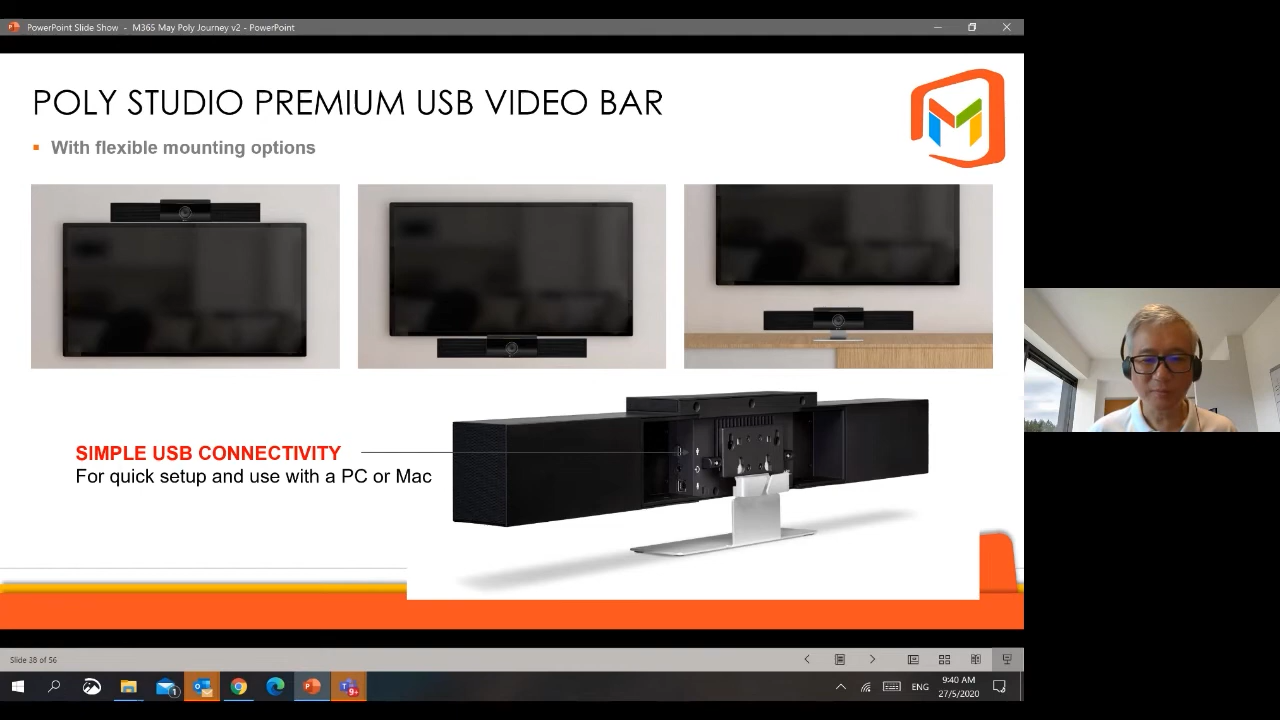 PowerPoint Slide Show - M365 May Poly Journey v2 - PowerPoint
POLY STUDIO PREMIUM USB VIDEO BAR
With flexible mounting options
SIMPLE USB CONNECTIVITY
For quick setup and use with a PC or Mac
Slide 38 of 56
1
9+
ENG
9:40 AM
27/5/2020